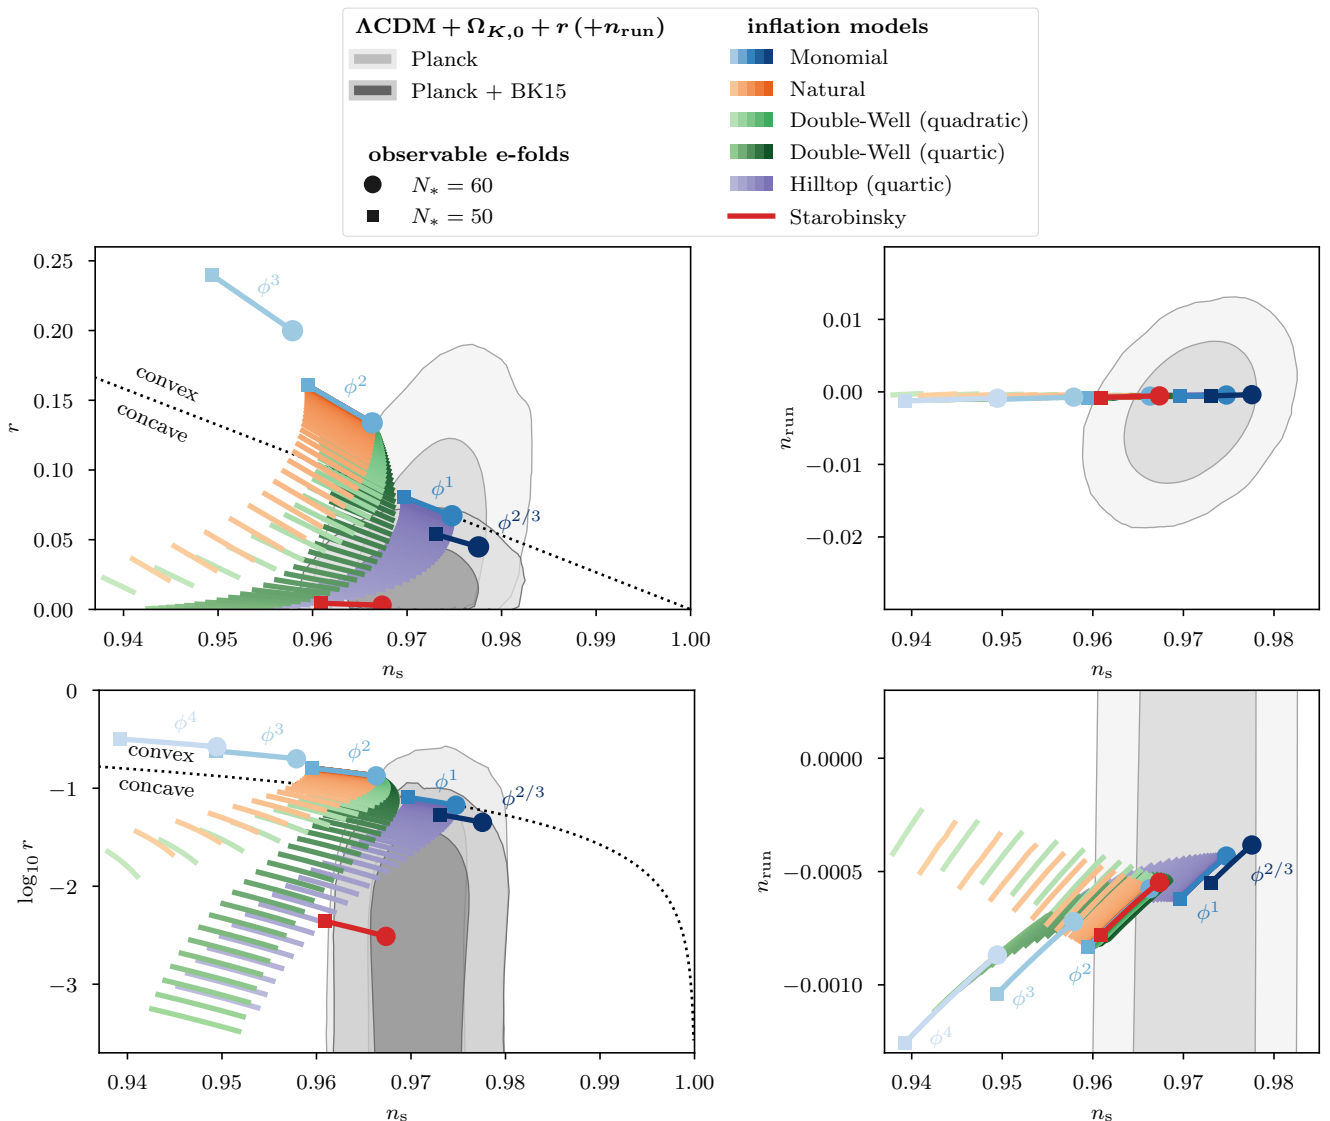 ΛCDM + Ω_{K,0} + r (+n_run)
Planck
Planck + BK15
observable e-folds
N_* = 60
N_* = 50
inflation models
Monomial
Natural
Double-Well (quadratic)
Double-Well (quartic)
Hilltop (quartic)
Starobinsky
0.25
0.20
0.15
0.10
0.05
0.00
r
ϕ^3
convex
concave
ϕ^2
ϕ^1
ϕ^{2/3}
0.94
0.95
0.96
0.97
0.98
0.99
1.00
n_s
0.01
0.00
−0.01
−0.02
n_run
0.94
0.95
0.96
0.97
0.98
n_s
0
−1
−2
−3
log_10 r
ϕ^4
ϕ^3
ϕ^2
convex
concave
ϕ^1
ϕ^{2/3}
0.94
0.95
0.96
0.97
0.98
0.99
1.00
n_s
0.0000
−0.0005
−0.0010
n_run
ϕ^{2/3}
ϕ^1
ϕ^2
ϕ^3
ϕ^4
0.94
0.95
0.96
0.97
0.98
n_s